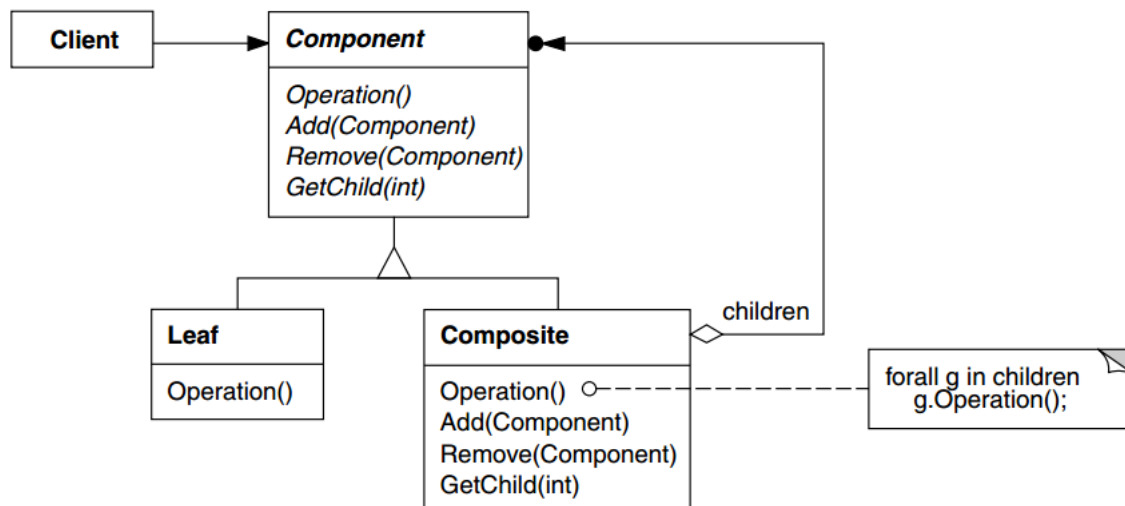 Client
Component
Operation()
Add(Component)
Remove(Component)
GetChild(int)
children
Leaf
Operation()
Composite
Operation()
Add(Component)
Remove(Component)
GetChild(int)
forall g in children
g.Operation();